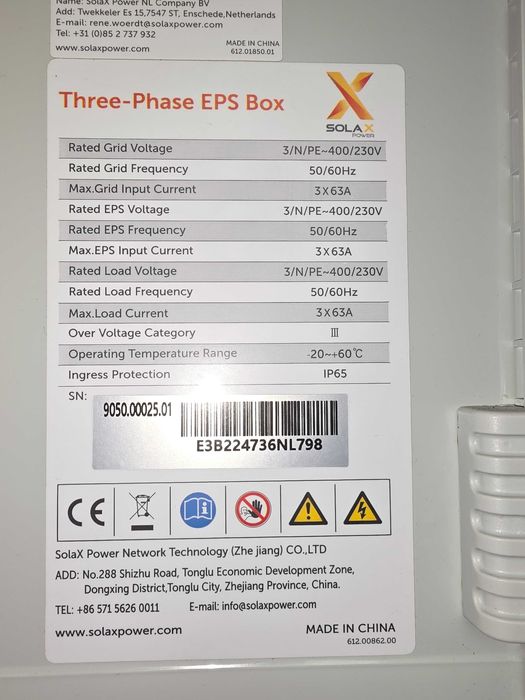 Name: SolaX Power NL Company BV
Add: Twekkeler Es 15,7547 ST, Enschede,Netherlands
E-mail: rene.woerdt@solaxpower.com
Tel: +31 (0)85 2 737 932
www.solaxpower.com
MADE IN CHINA
612.01850.01
Three-Phase EPS Box
SOLAX
POWER
Rated Grid Voltage 3/N/PE~400/230V
Rated Grid Frequency 50/60Hz
Max.Grid Input Current 3X63A
Rated EPS Voltage 3/N/PE~400/230V
Rated EPS Frequency 50/60Hz
Max.EPS Input Current 3X63A
Rated Load Voltage 3/N/PE~400/230V
Rated Load Frequency 50/60Hz
Max.Load Current 3X63A
Over Voltage Category III
Operating Temperature Range -20~+60℃
Ingress Protection IP65
SN:
9050.00025.01
E3B224736NL798
CE
SolaX Power Network Technology (Zhe jiang) CO.,LTD
ADD: No.288 Shizhu Road, Tonglu Economic Development Zone,
Dongxing District,Tonglu City, Zhejiang Province, China.
TEL: +86 571 5626 0011 E-mail: info@solaxpower.com
www.solaxpower.com
MADE IN CHINA
612.00862.00